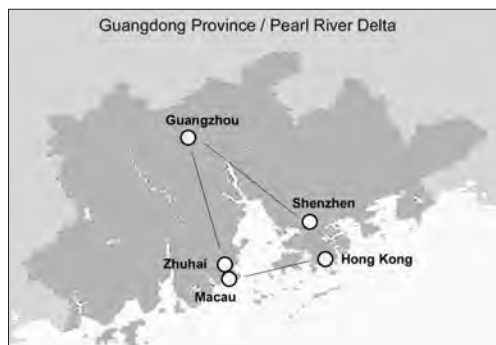 Guangdong Province / Pearl River Delta
Guangzhou
Shenzhen
Zhuhai
Hong Kong
Macau